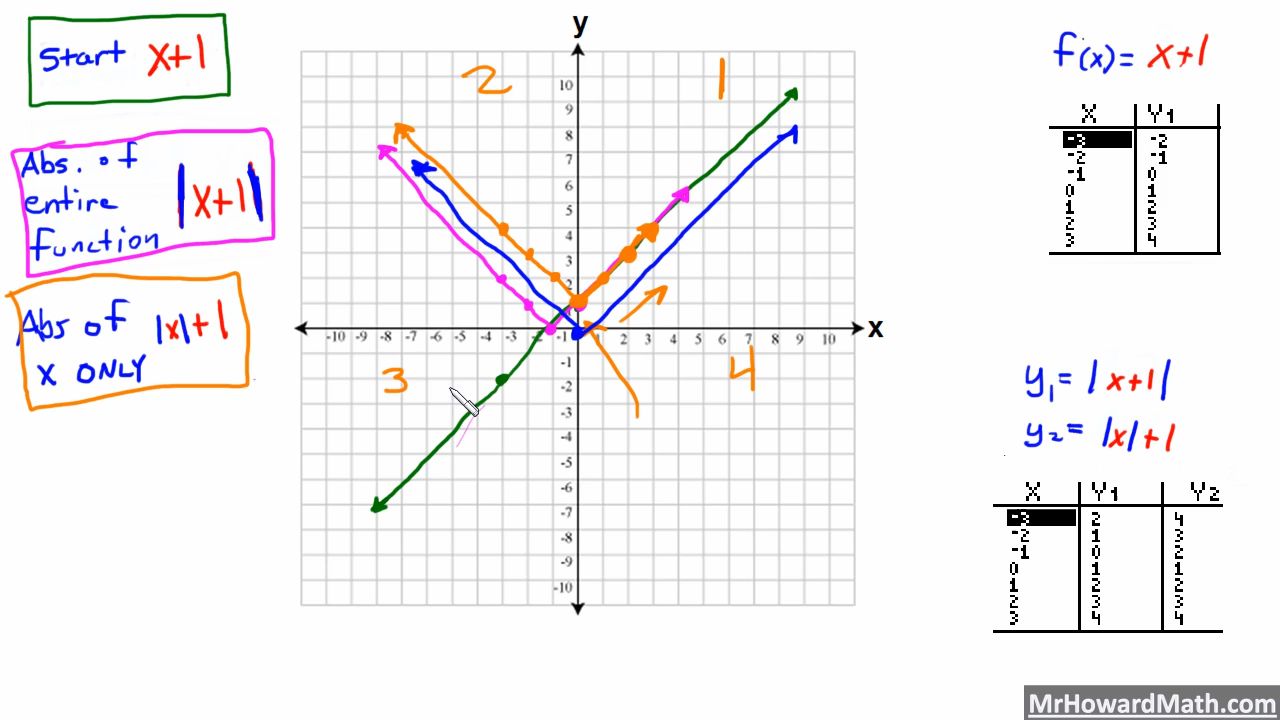 Start x+1
Abs. of
entire
function
|x+1|
Abs of |x|+1
x ONLY
y
x
2
1
3
4
10
9
8
7
6
5
4
3
2
-1
-2
-3
-4
-5
-6
-7
-8
-9
-10
-10 -9 -8 -7 -6 -5 -4 -3 -2 -1 1 2 3 4 5 6 7 8 9 10
f(x)= x+1
X Y1
-3 -2
-2 -1
-1 0
0 1
1 2
2 3
3 4
y1= |x+1|
y2= |x|+1
X Y1 Y2
-3 2 4
-2 1 3
-1 0 2
0 1 1
1 2 2
2 3 3
3 4 4
MrHowardMath.com